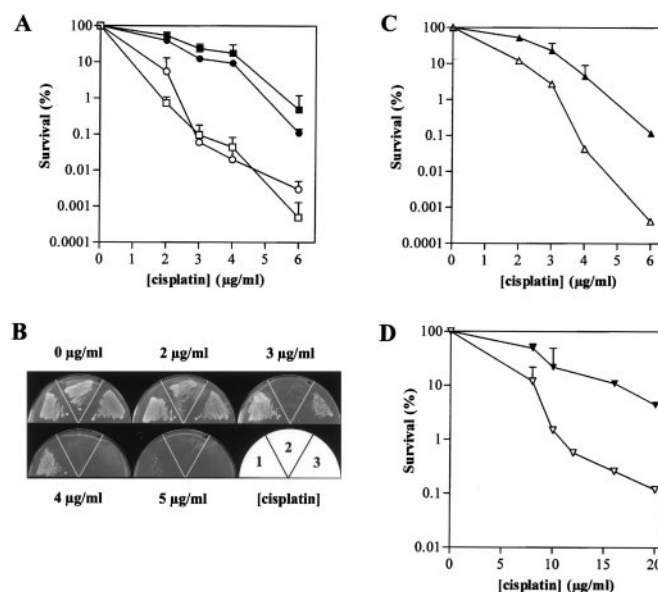 A
Survival (%)
100
10
1
0.1
0.01
0.001
0.0001
0 1 2 3 4 5 6
[cisplatin] (µg/ml)
C
Survival (%)
100
10
1
0.1
0.01
0.001
0.0001
0 1 2 3 4 5 6
[cisplatin] (µg/ml)
B
0 µg/ml 2 µg/ml 3 µg/ml
1 2 3
4 µg/ml 5 µg/ml [cisplatin]
D
Survival (%)
100
10
1
0.1
0.01
0 5 10 15 20
[cisplatin] (µg/ml)